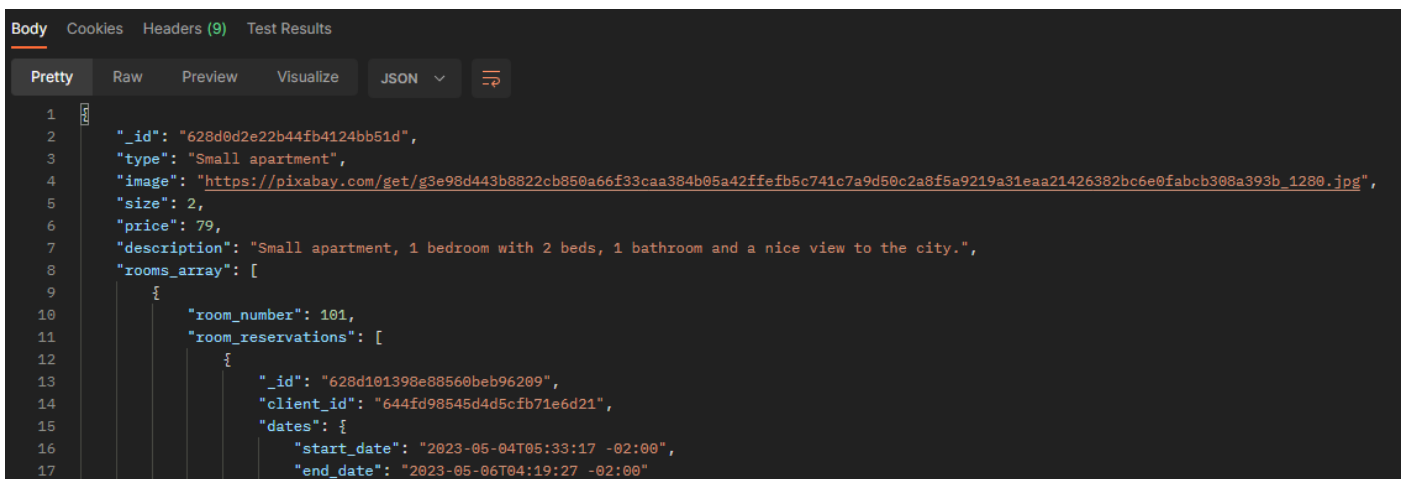 Body Cookies Headers (9) Test Results
Pretty Raw Preview Visualize JSON
1 {
2 "_id": "628d0d2e22b44fb4124bb51d",
3 "type": "Small apartment",
4 "image": "https://pixabay.com/get/g3e98d443b8822cb850a66f33caa384b05a42ffefb5c741c7a9d50c2a8f5a9219a31eaa21426382bc6e0fabcb308a393b_1280.jpg",
5 "size": 2,
6 "price": 79,
7 "description": "Small apartment, 1 bedroom with 2 beds, 1 bathroom and a nice view to the city.",
8 "rooms_array": [
9 {
10 "room_number": 101,
11 "room_reservations": [
12 {
13 "_id": "628d101398e88560beb96209",
14 "client_id": "644fd98545d4d5cfb71e6d21",
15 "dates": {
16 "start_date": "2023-05-04T05:33:17 -02:00",
17 "end_date": "2023-05-06T04:19:27 -02:00"